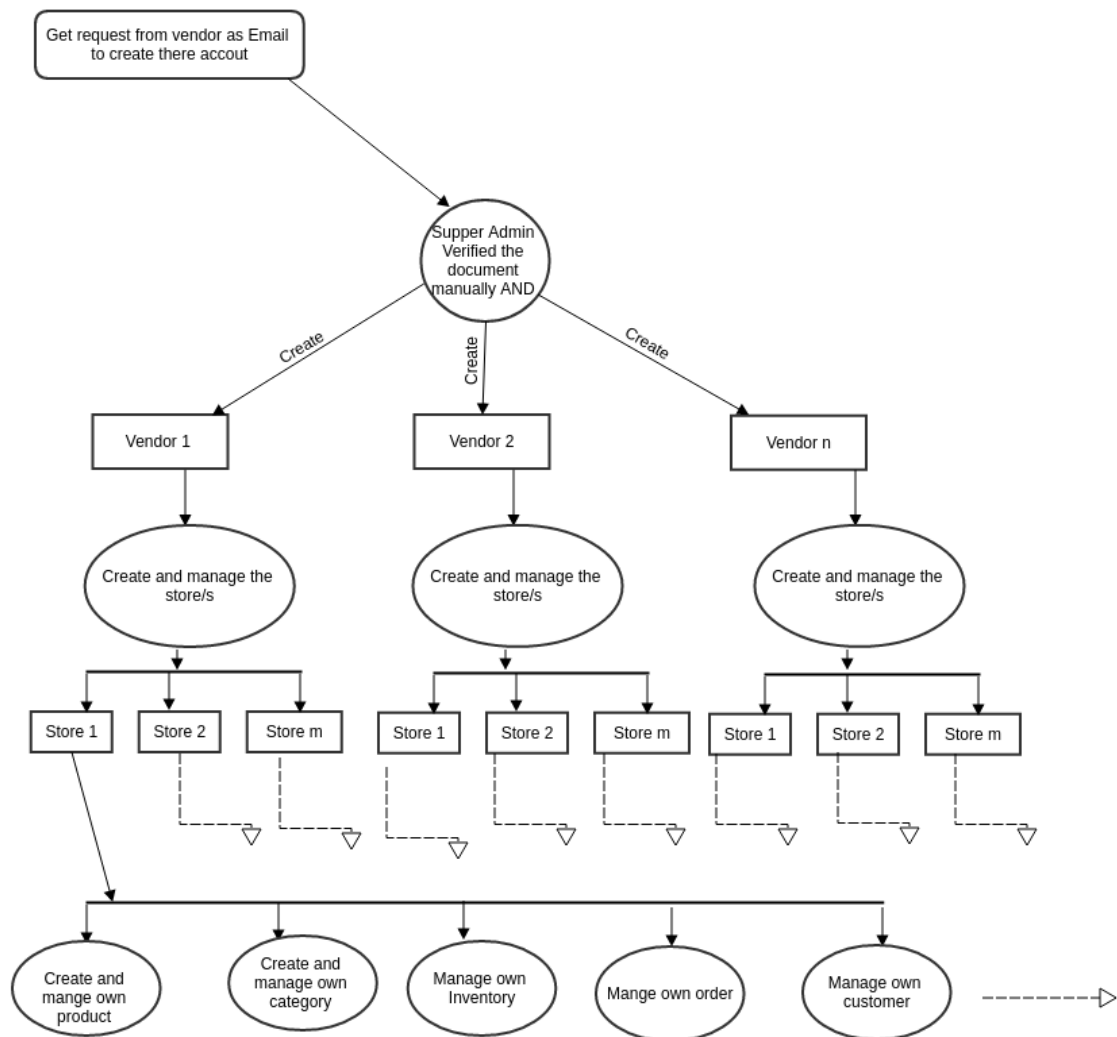 Get request from vendor as Email
to create there accout
Supper Admin
Verified the
document
manually AND
Create
Create
Create
Vendor 1
Vendor 2
Vendor n
Create and manage the
store/s
Create and manage the
store/s
Create and manage the
store/s
Store 1
Store 2
Store m
Store 1
Store 2
Store m
Store 1
Store 2
Store m
Create and
mange own
product
Create and
manage own
category
Manage own
Inventory
Mange own order
Manage own
customer